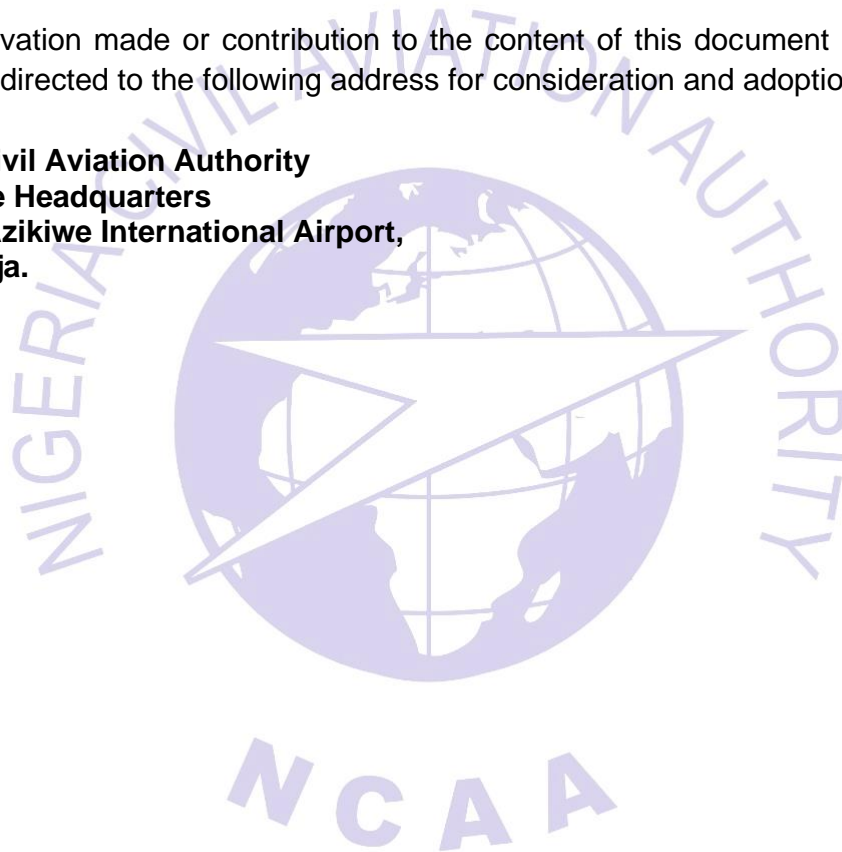 vation made or contribution to the content of this document
directed to the following address for consideration and adoptio
vil Aviation Authority
e Headquarters
zikiwe International Airport,
ja.
NIGERIA CIVIL AVIATION AUTHORITY
NCAA